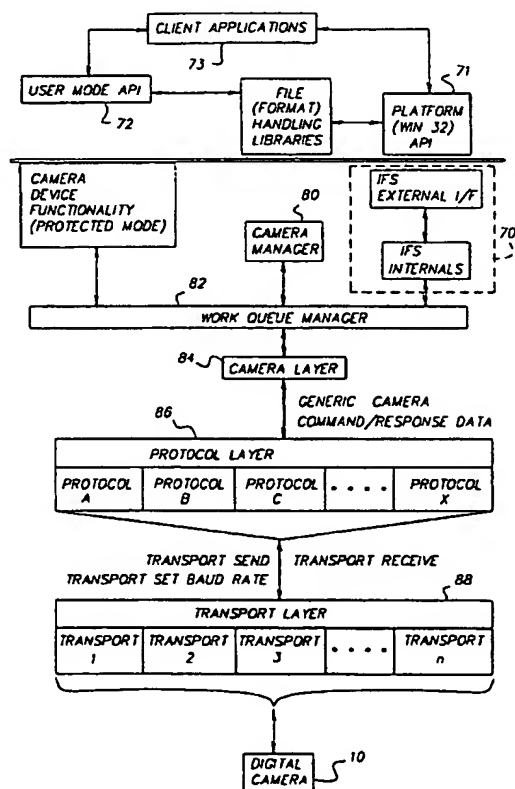 CLIENT APPLICATIONS
73
71
USER MODE API
72
FILE
(FORMAT)
HANDLING
LIBRARIES
PLATFORM
(WIN 32)
API
CAMERA
DEVICE
FUNCTIONALITY
(PROTECTED MODE)
80
CAMERA
MANAGER
IFS
EXTERNAL I/F
70
IFS
INTERNALS
82
WORK QUEUE MANAGER
84
CAMERA LAYER
GENERIC CAMERA
COMMAND/RESPONSE DATA
86
PROTOCOL LAYER
PROTOCOL
A
PROTOCOL
B
PROTOCOL
C
• • • •
PROTOCOL
X
TRANSPORT SEND
TRANSPORT SET BAUD RATE
TRANSPORT RECEIVE
88
TRANSPORT LAYER
TRANSPORT
1
TRANSPORT
2
TRANSPORT
3
• • • •
TRANSPORT
n
DIGITAL
CAMERA
10